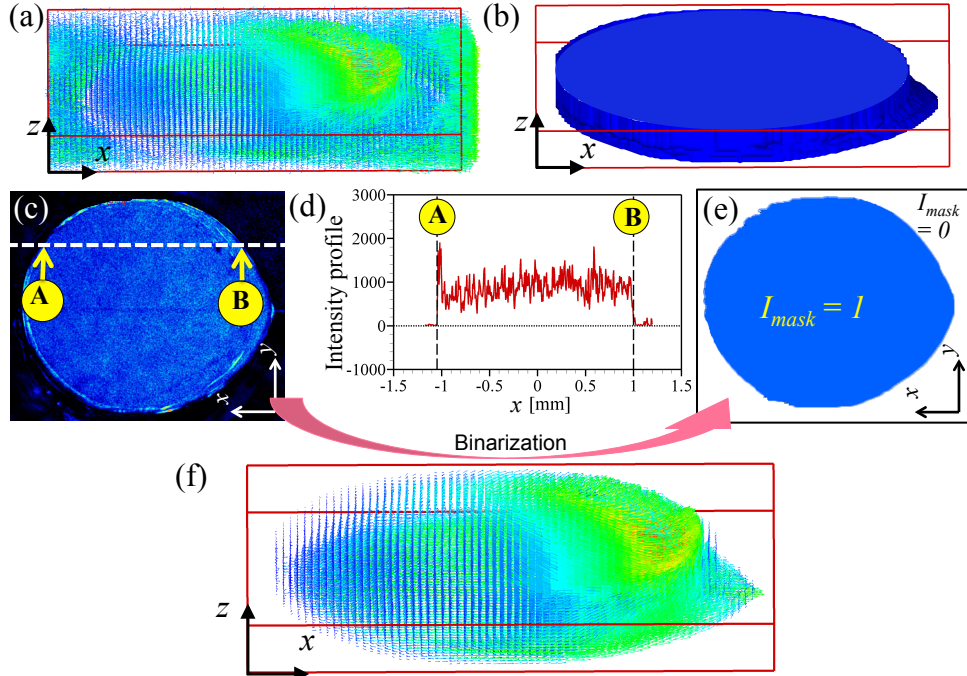 (a)
z
x
(b)
z
x
(c)
A
B
y
x
(d)
A
B
Intensity profile
3000
2000
1000
0
-1000
-1.5
-1
-0.5
0
0.5
1
1.5
x [mm]
(e)
I_mask
= 0
I_mask = 1
y
x
Binarization
(f)
z
x